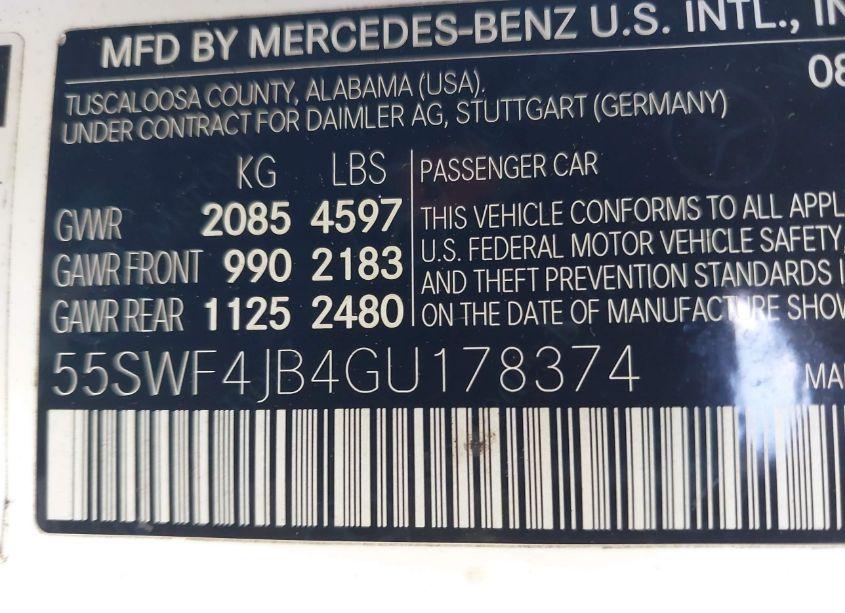 MFD BY MERCEDES-BENZ U.S. INTL., IN
08
TUSCALOOSA COUNTY, ALABAMA (USA).
UNDER CONTRACT FOR DAIMLER AG, STUTTGART (GERMANY)
KG LBS PASSENGER CAR
GVWR 2085 4597 THIS VEHICLE CONFORMS TO ALL APPL
GAWR FRONT 990 2183 U.S. FEDERAL MOTOR VEHICLE SAFETY,
AND THEFT PREVENTION STANDARDS I
GAWR REAR 1125 2480 ON THE DATE OF MANUFACTURE SHOW
55SWF4JB4GU178374
MA